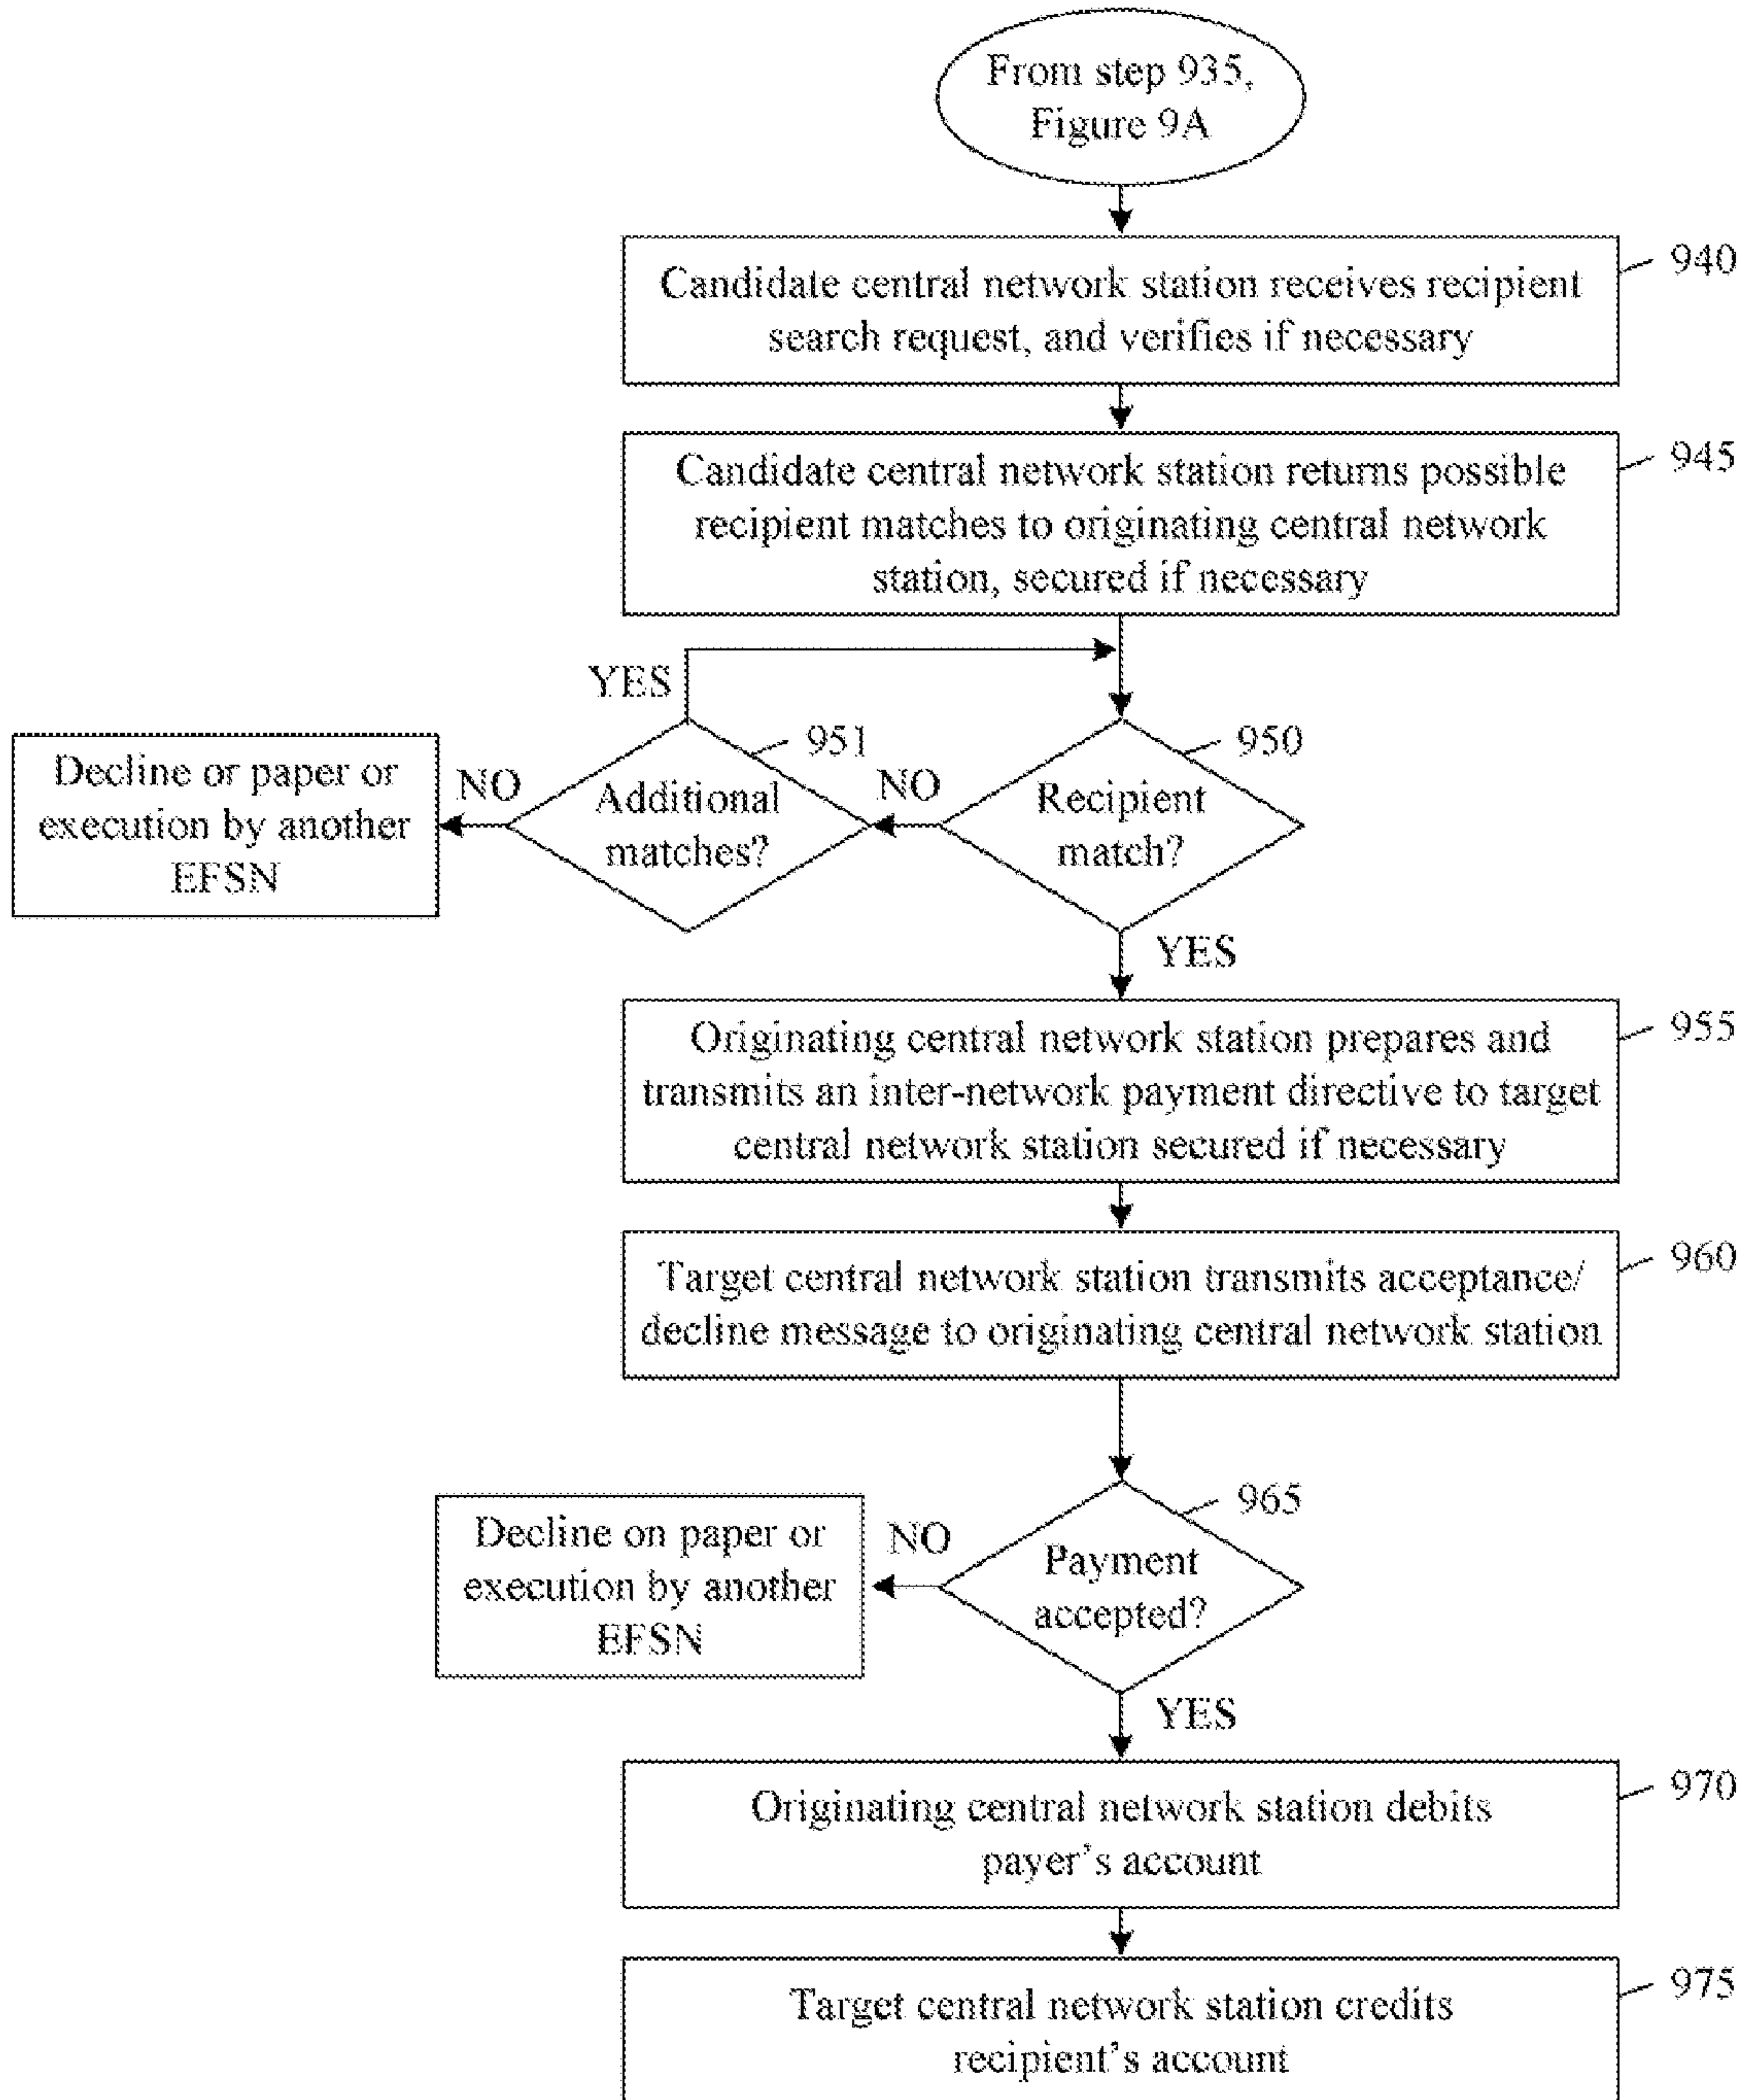 From step 935,
Figure 9A
940
Candidate central network station receives recipient
search request, and verifies if necessary
945
Candidate central network station returns possible
recipient matches to originating central network
station, secured if necessary
YES
951
950
Decline or paper or
execution by another
EFSN
NO
Additional
matches?
NO
Recipient
match?
YES
955
Originating central network station prepares and
transmits an inter-network payment directive to target
central network station secured if necessary
960
Target central network station transmits acceptance/
decline message to originating central network station
965
Decline on paper or
execution by another
EFSN
NO
Payment
accepted?
YES
970
Originating central network station debits
payer's account
975
Target central network station credits
recipient's account